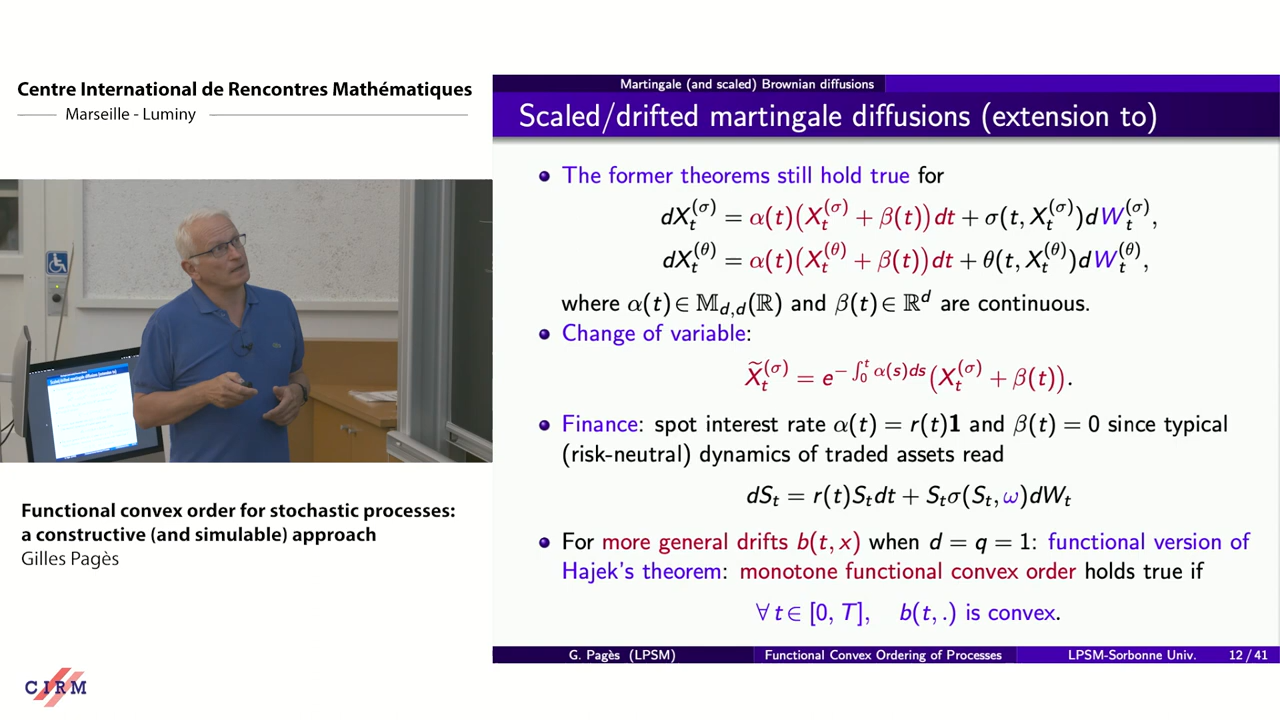 Centre International de Rencontres Mathématiques
Marseille - Luminy
Functional convex order for stochastic processes:
a constructive (and simulable) approach
Gilles Pagès
CIRM
Martingale (and scaled) Brownian diffusions
Scaled/drifted martingale diffusions (extension to)
The former theorems still hold true for
dX_t^{(σ)} = α(t)(X_t^{(σ)} + β(t))dt + σ(t, X_t^{(σ)})dW_t^{(σ)},
dX_t^{(θ)} = α(t)(X_t^{(θ)} + β(t))dt + θ(t, X_t^{(θ)})dW_t^{(θ)},
where α(t) ∈ 𝕄_{d,d}(ℝ) and β(t) ∈ ℝ^d are continuous.
Change of variable:
X̃_t^{(σ)} = e^{−∫_0^t α(s)ds}(X_t^{(σ)} + β(t)).
Finance: spot interest rate α(t) = r(t)𝟏 and β(t) = 0 since typical
(risk-neutral) dynamics of traded assets read
dS_t = r(t)S_t dt + S_t σ(S_t, ω)dW_t
For more general drifts b(t, x) when d = q = 1: functional version of
Hajek's theorem: monotone functional convex order holds true if
∀ t ∈ [0, T], b(t, .) is convex.
G. Pagès (LPSM) Functional Convex Ordering of Processes LPSM-Sorbonne Univ. 12 / 41